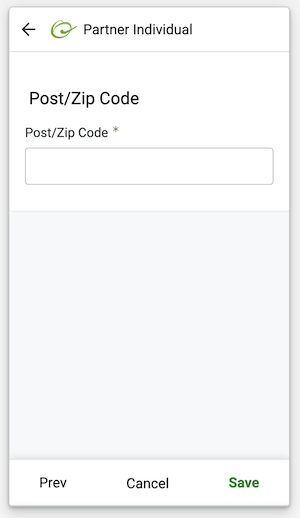 Partner Individual
Post/Zip Code
Post/Zip Code *
Prev Cancel Save